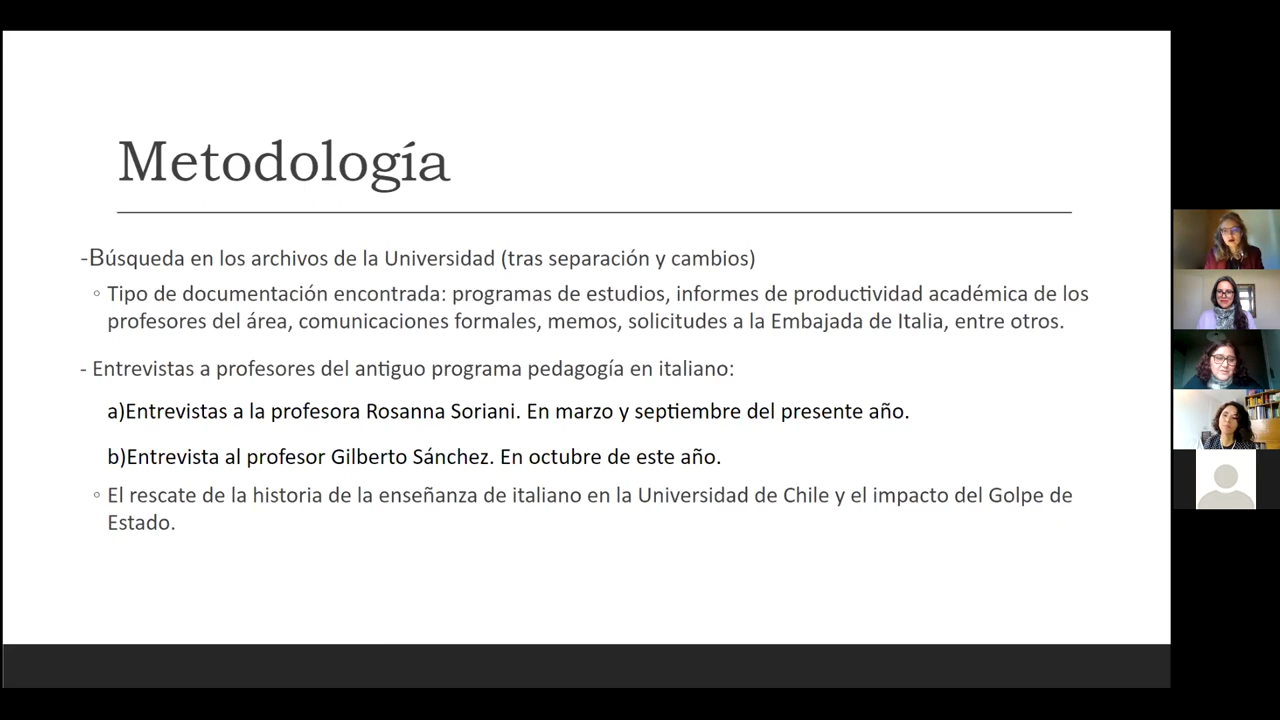 Metodología
-Búsqueda en los archivos de la Universidad (tras separación y cambios)
◦ Tipo de documentación encontrada: programas de estudios, informes de productividad académica de los
profesores del área, comunicaciones formales, memos, solicitudes a la Embajada de Italia, entre otros.
- Entrevistas a profesores del antiguo programa pedagogía en italiano:
a)Entrevistas a la profesora Rosanna Soriani. En marzo y septiembre del presente año.
b)Entrevista al profesor Gilberto Sánchez. En octubre de este año.
◦ El rescate de la historia de la enseñanza de italiano en la Universidad de Chile y el impacto del Golpe de
Estado.